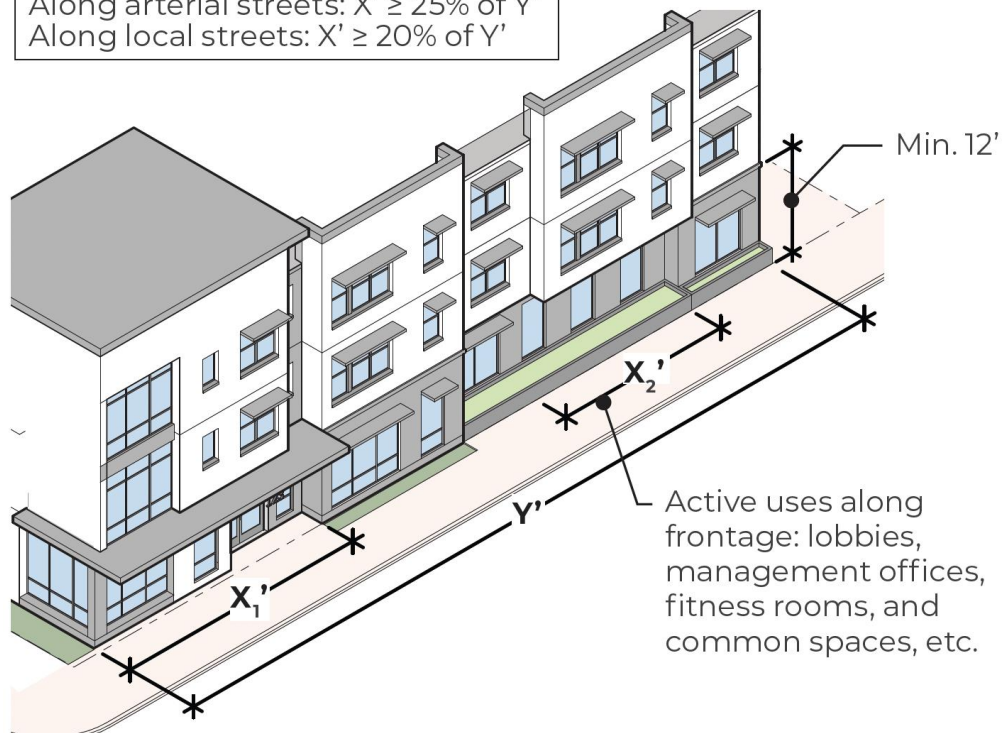 Along arterial streets: X' ≥ 25% of Y'
Along local streets: X’ ≥ 20% of Y’
Min. 12’
X₂’
Y’
Active uses along
frontage: lobbies,
management offices,
fitness rooms, and
common spaces, etc.
X₁’